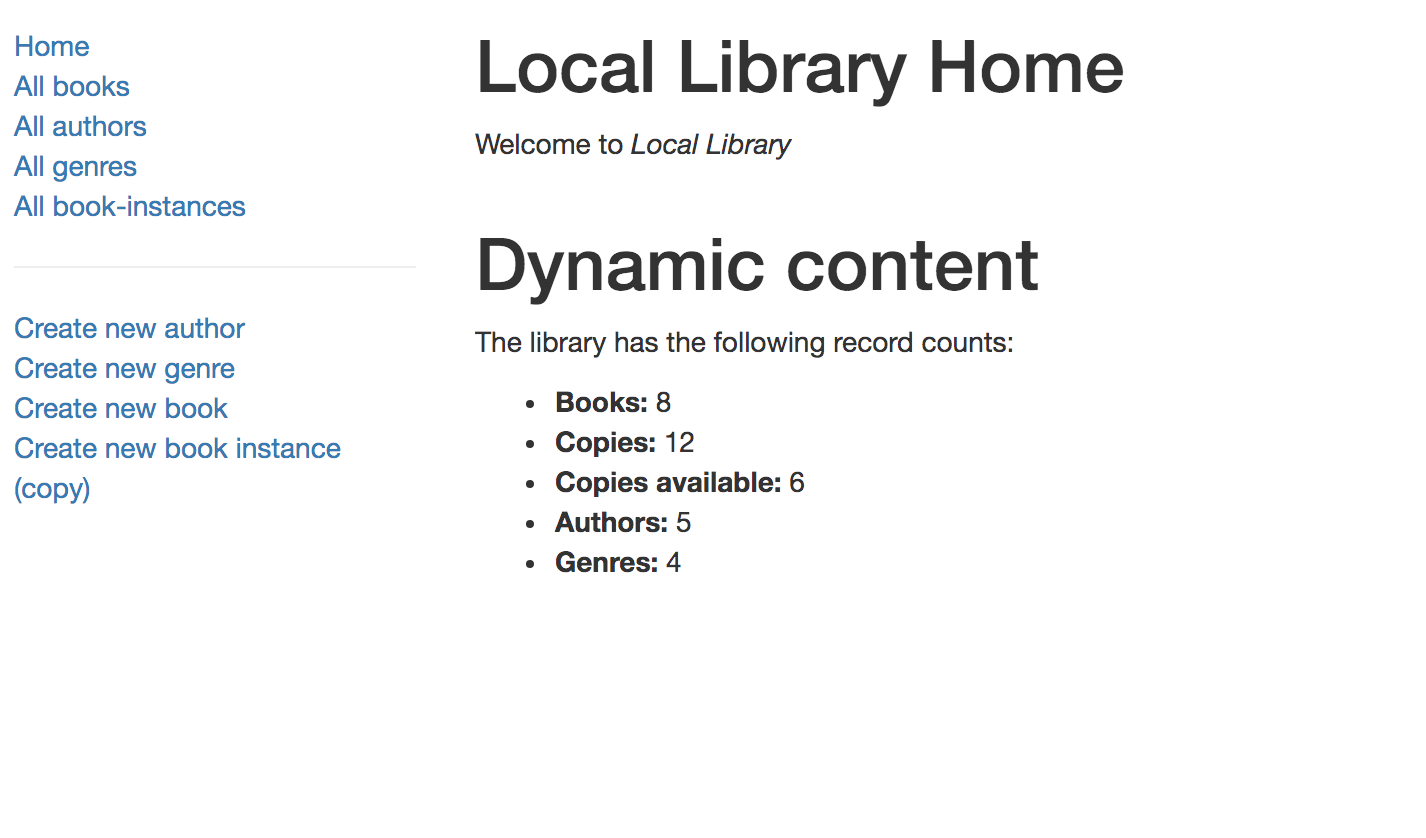 Home
All books
All authors
All genres
All book-instances
Create new author
Create new genre
Create new book
Create new book instance
(copy)
Local Library Home
Welcome to Local Library
Dynamic content
The library has the following record counts:
Books: 8
Copies: 12
Copies available: 6
Authors: 5
Genres: 4